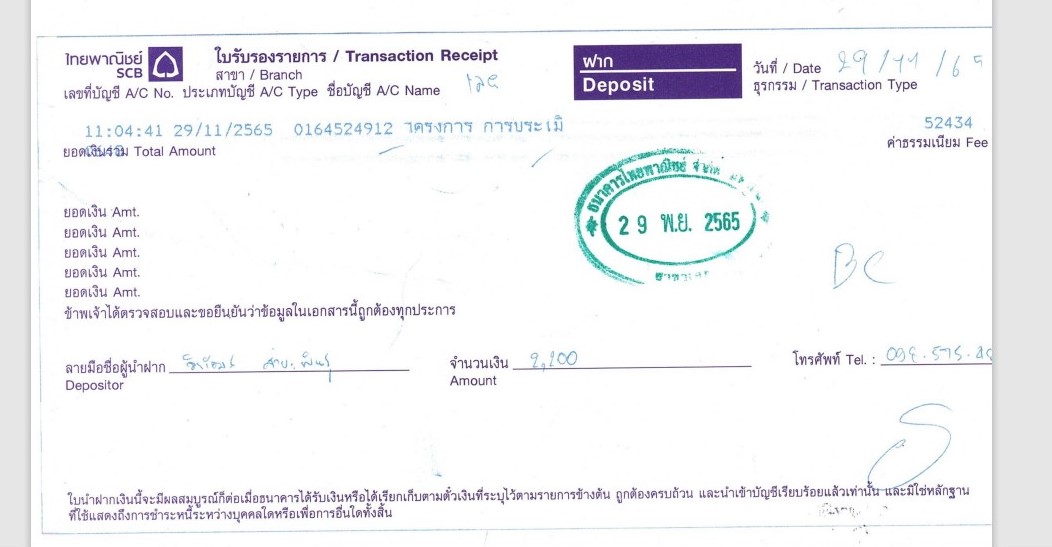 ไทยพาณิชย์
SCB
ใบรับรองรายการ / Transaction Receipt
สาขา / Branch
เลขที่บัญชี A/C No. ประเภทบัญชี A/C Type ชื่อบัญชี A/C Name
ฝาก
Deposit
วันที่ / Date 29/11/65
ธุรกรรม / Transaction Type
11:04:41 29/11/2565 0164524912 โครงการ การประเมิ
52434
ยอดเงินรวม Total Amount
ค่าธรรมเนียม Fee
ธนาคารไทยพาณิชย์ จำกัด
29 พ.ย. 2565
ยอดเงิน Amt.
ยอดเงิน Amt.
ยอดเงิน Amt.
ยอดเงิน Amt.
ยอดเงิน Amt.
BC
ข้าพเจ้าได้ตรวจสอบและขอยืนยันว่าข้อมูลในเอกสารนี้ถูกต้องทุกประการ
ลายมือชื่อผู้นำฝาก
Depositor
จำนวนเงิน 2,200
Amount
โทรศัพท์ Tel. :
ใบนำฝากเงินนี้จะมีผลสมบูรณ์ก็ต่อเมื่อธนาคารได้รับเงินหรือได้เรียกเก็บตามตั๋วเงินที่ระบุไว้ตามรายการข้างต้น ถูกต้องครบถ้วน และนำเข้าบัญชีเรียบร้อยแล้วเท่านั้น และมิใช่หลักฐาน
ที่ใช้แสดงถึงการชำระหนี้ระหว่างบุคคลใดหรือเพื่อการอื่นใดทั้งสิ้น